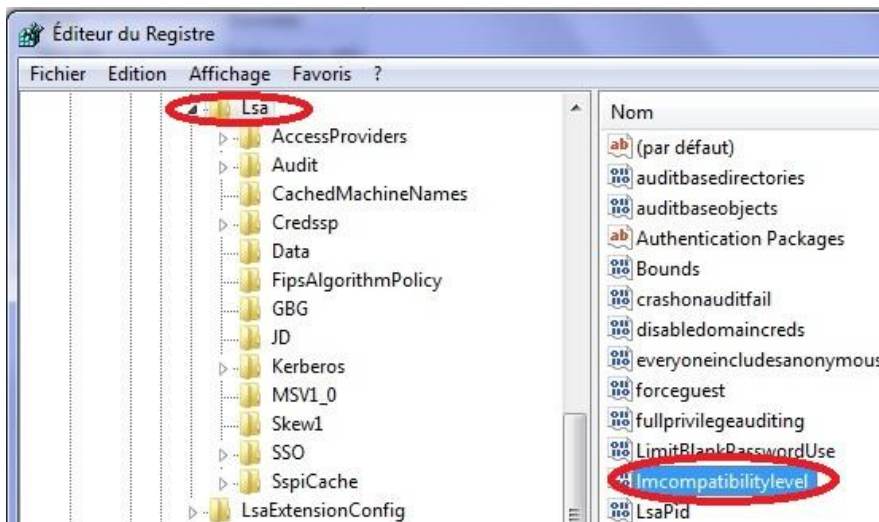 Éditeur du Registre
Fichier Edition Affichage Favoris ?
Lsa
AccessProviders
Audit
CachedMachineNames
Credssp
Data
FipsAlgorithmPolicy
GBG
JD
Kerberos
MSV1_0
Skew1
SSO
SspiCache
LsaExtensionConfig
Nom
(par défaut)
auditbasedirectories
auditbaseobjects
Authentication Packages
Bounds
crashonauditfail
disabledomaincreds
everyoneincludesanonymous
forceguest
fullprivilegeauditing
LimitBlankPasswordUse
lmcompatibilitylevel
LsaPid